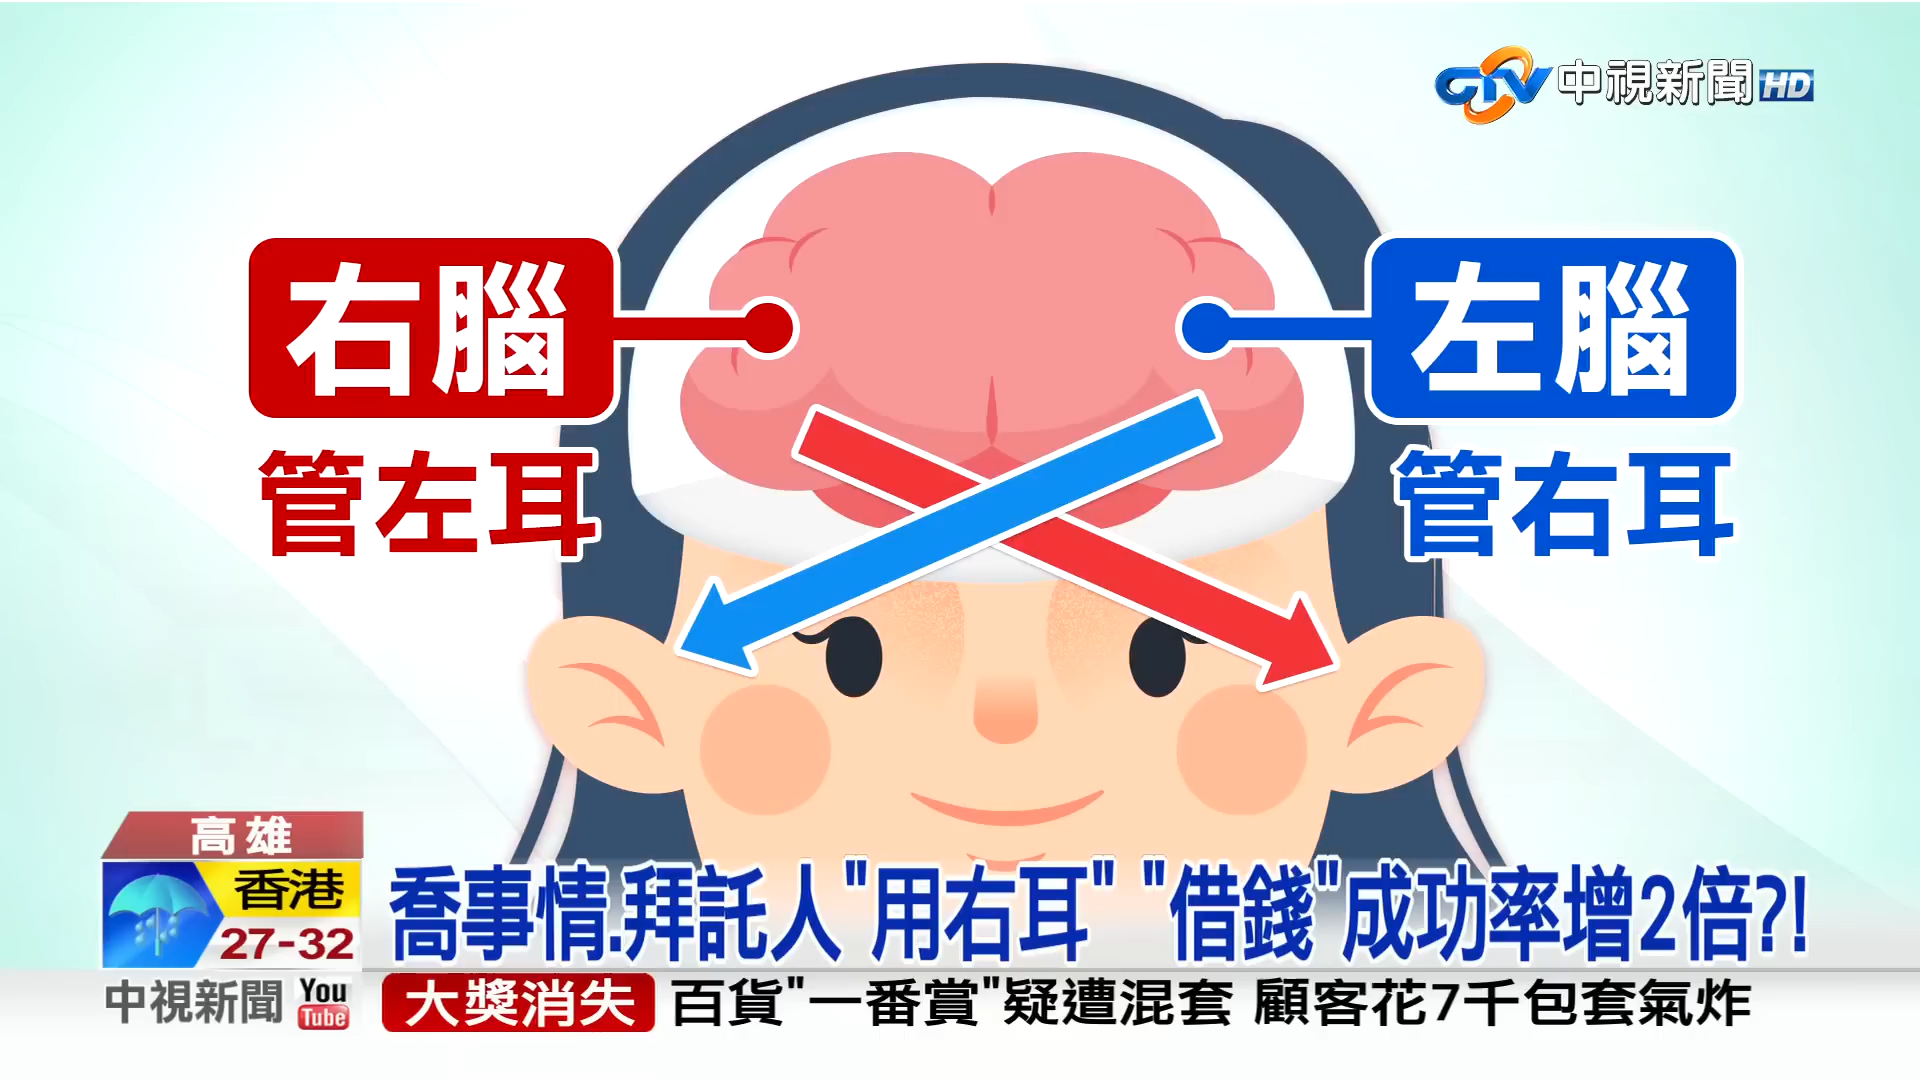 CTV 中視新聞 HD
右腦
管左耳
左腦
管右耳
高雄
香港
27-32
喬事情.拜託人"用右耳" "借錢"成功率增2倍?!
中視新聞 You Tube
大獎消失 百貨"一番賞"疑遭混套 顧客花7千包套氣炸